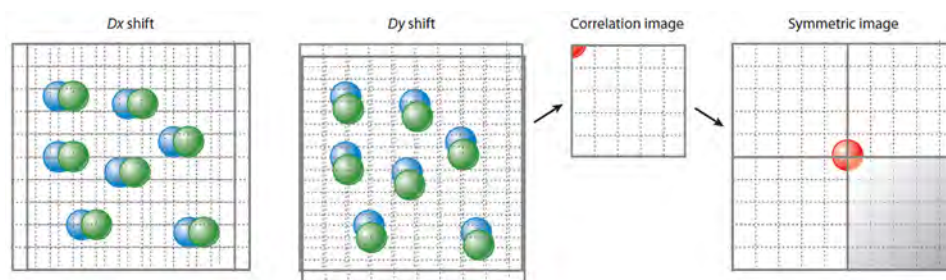 Dx shift
Dy shift
Correlation image
Symmetric image